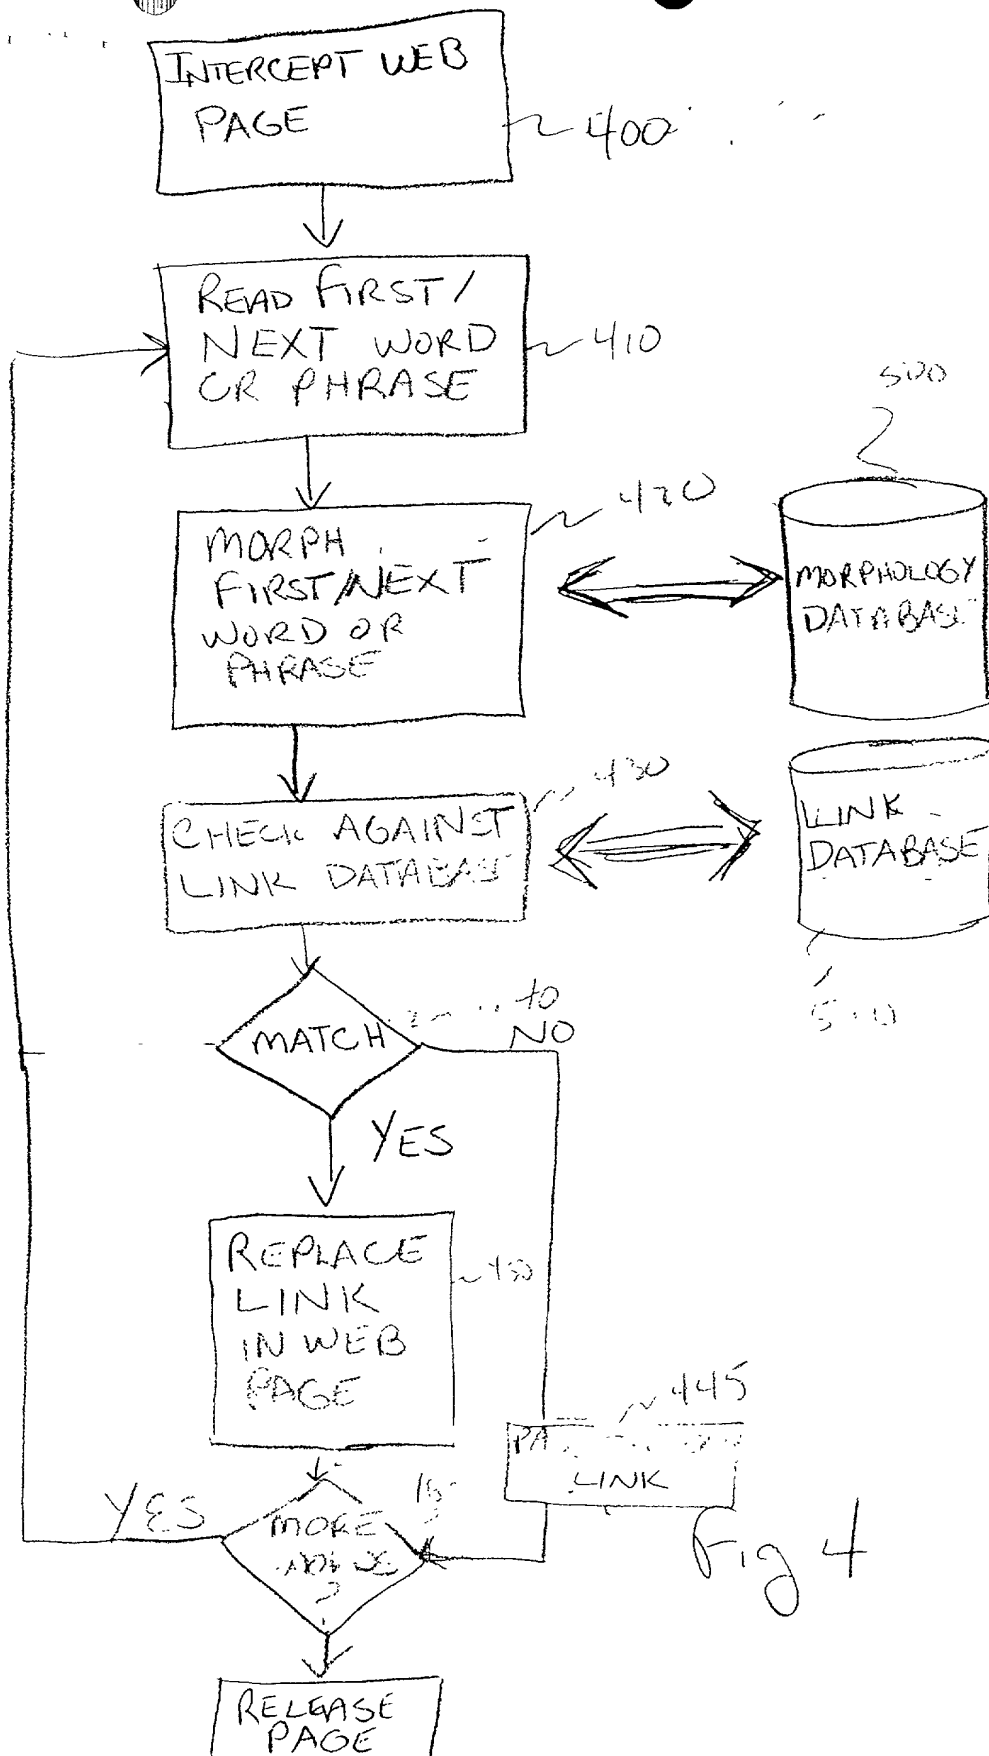 INTERCEPT WEB
PAGE
400
READ FIRST/
NEXT WORD
OR PHRASE
410
500
MORPH
FIRST/NEXT
WORD OR
PHRASE
420
MORPHOLOGY
DATABASE
CHECK AGAINST
LINK DATABASE
430
LINK
DATABASE
MATCH
NO
YES
REPLACE
LINK
IN WEB
PAGE
450
445
LINK
YES
MORE
?
Fig 4
RELEASE
PAGE